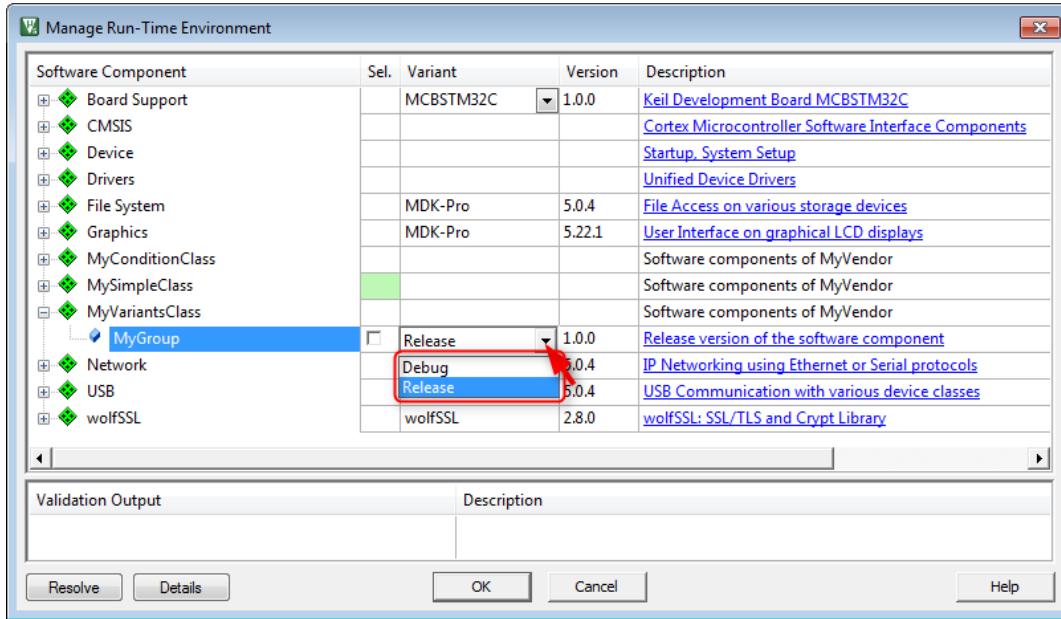 Manage Run-Time Environment
Software Component Sel. Variant Version Description
Board Support MCBSTM32C 1.0.0 Keil Development Board MCBSTM32C
CMSIS Cortex Microcontroller Software Interface Components
Device Startup, System Setup
Drivers Unified Device Drivers
File System MDK-Pro 5.0.4 File Access on various storage devices
Graphics MDK-Pro 5.22.1 User Interface on graphical LCD displays
MyConditionClass Software components of MyVendor
MySimpleClass Software components of MyVendor
MyVariantsClass Software components of MyVendor
MyGroup Release 1.0.0 Release version of the software component
Network Debug 5.0.4 IP Networking using Ethernet or Serial protocols
USB Release 5.0.4 USB Communication with various device classes
wolfSSL wolfSSL 2.8.0 wolfSSL: SSL/TLS and Crypt Library
Validation Output Description
Resolve Details OK Cancel Help